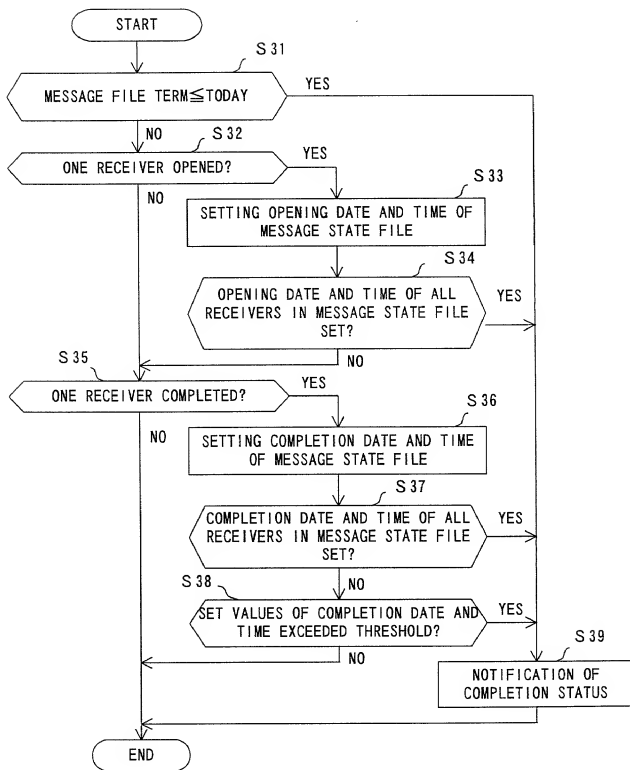 START
S31
MESSAGE FILE TERM≦TODAY
YES
NO
S32
ONE RECEIVER OPENED?
YES
NO
S33
SETTING OPENING DATE AND TIME OF
MESSAGE STATE FILE
S34
OPENING DATE AND TIME OF ALL
RECEIVERS IN MESSAGE STATE FILE
SET?
YES
NO
S35
ONE RECEIVER COMPLETED?
YES
NO
S36
SETTING COMPLETION DATE AND TIME
OF MESSAGE STATE FILE
S37
COMPLETION DATE AND TIME OF ALL
RECEIVERS IN MESSAGE STATE FILE
SET?
YES
NO
S38
SET VALUES OF COMPLETION DATE AND
TIME EXCEEDED THRESHOLD?
YES
NO
S39
NOTIFICATION OF
COMPLETION STATUS
END